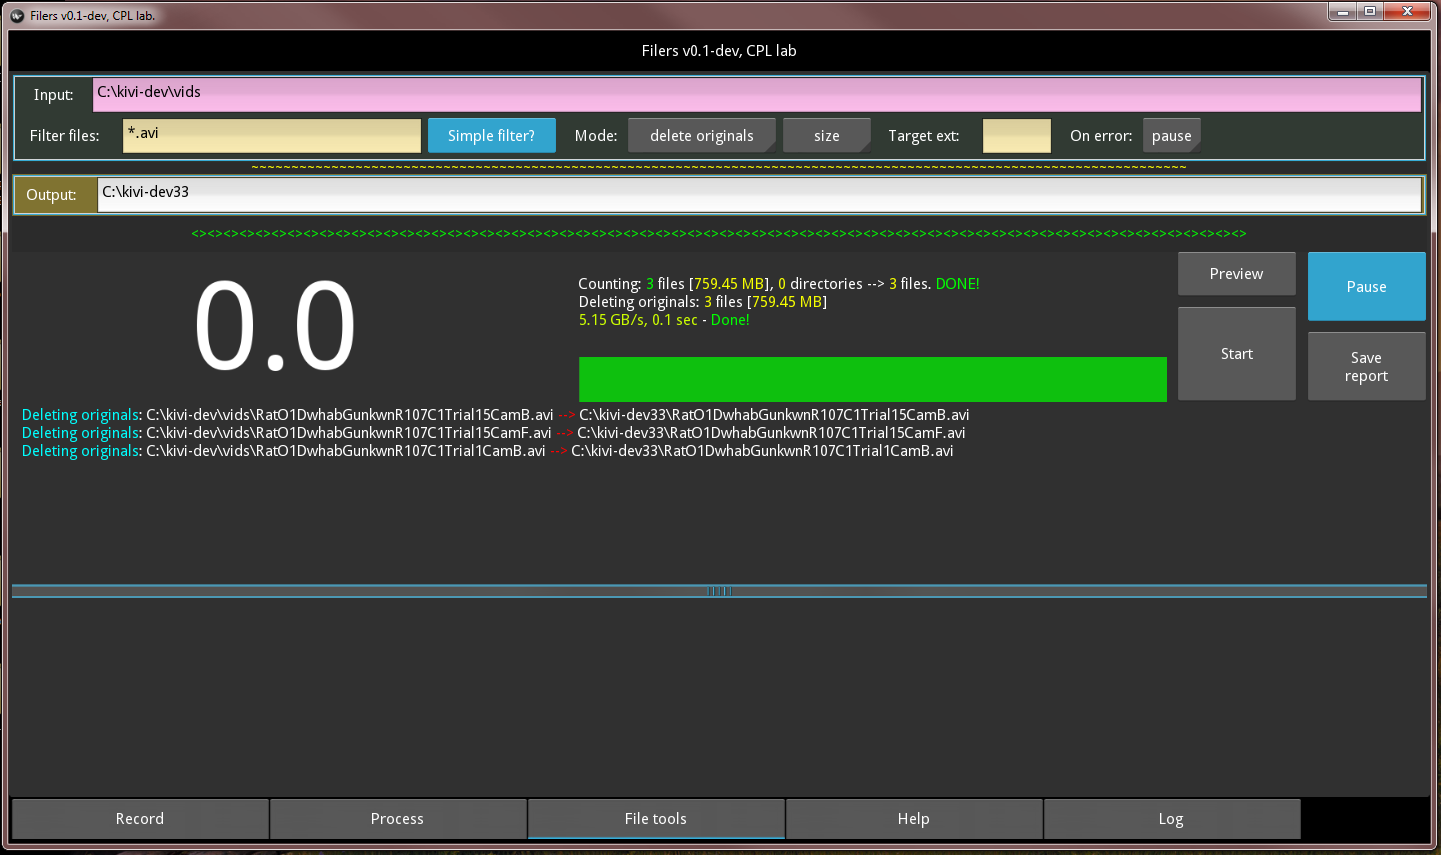 Filers v0.1-dev, CPL lab.
Filers v0.1-dev, CPL lab
Input: C:\kivi-dev\vids
Filter files: *.avi Simple filter? Mode: delete originals size Target ext: On error: pause
~~~~~~~~~~~~~~~~~~~~~~~~~~~~~~~~~~~~~~~~~~~~~~~~~~~~~~~~~~~~~~~~~~~~~~~~~~~~~~~~~~~~~~~~~~~~~~~~~~~~~~~~~~~~~~~~~~~~~
Output: C:\kivi-dev33
<><><><><><><><><><><><><><><><><><><><><><><><><><><><><><><><><><><><><><><><><><><><><><><><><><><><><><><><><><><><><><><><><><>
0.0
Counting: 3 files [759.45 MB], 0 directories --> 3 files. DONE!
Deleting originals: 3 files [759.45 MB]
5.15 GB/s, 0.1 sec - Done!
Preview
Pause
Start
Save
report
Deleting originals: C:\kivi-dev\vids\RatO1DwhabGunkwnR107C1Trial15CamB.avi --> C:\kivi-dev33\RatO1DwhabGunkwnR107C1Trial15CamB.avi
Deleting originals: C:\kivi-dev\vids\RatO1DwhabGunkwnR107C1Trial15CamF.avi --> C:\kivi-dev33\RatO1DwhabGunkwnR107C1Trial15CamF.avi
Deleting originals: C:\kivi-dev\vids\RatO1DwhabGunkwnR107C1Trial1CamB.avi --> C:\kivi-dev33\RatO1DwhabGunkwnR107C1Trial1CamB.avi
Record Process File tools Help Log